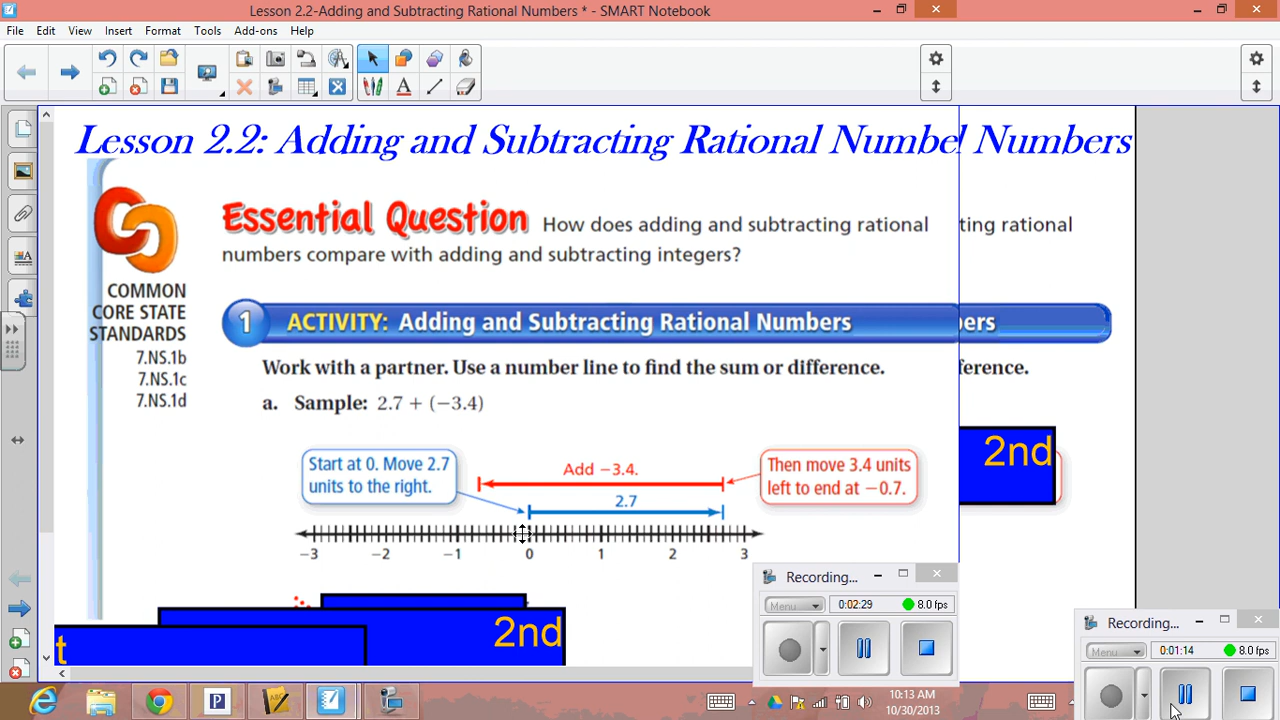 Lesson 2.2-Adding and Subtracting Rational Numbers * - SMART Notebook
File Edit View Insert Format Tools Add-ons Help
Lesson 2.2: Adding and Subtracting Rational Numbe Numbers
Essential Question How does adding and subtracting rational ting rational
numbers compare with adding and subtracting integers?
COMMON
CORE STATE
STANDARDS
7.NS.1b
7.NS.1c
7.NS.1d
1 ACTIVITY: Adding and Subtracting Rational Numbers bers
Work with a partner. Use a number line to find the sum or difference. ference.
a. Sample: 2.7 + (−3.4)
2nd
Start at 0. Move 2.7
units to the right.
Add −3.4.
2.7
Then move 3.4 units
left to end at −0.7.
−3 −2 −1 0 1 2 3
2nd
t
Recording...
Menu 0:02:29 8.0 fps
Recording...
Menu 0:01:14 8.0 fps
10:13 AM
10/30/2013